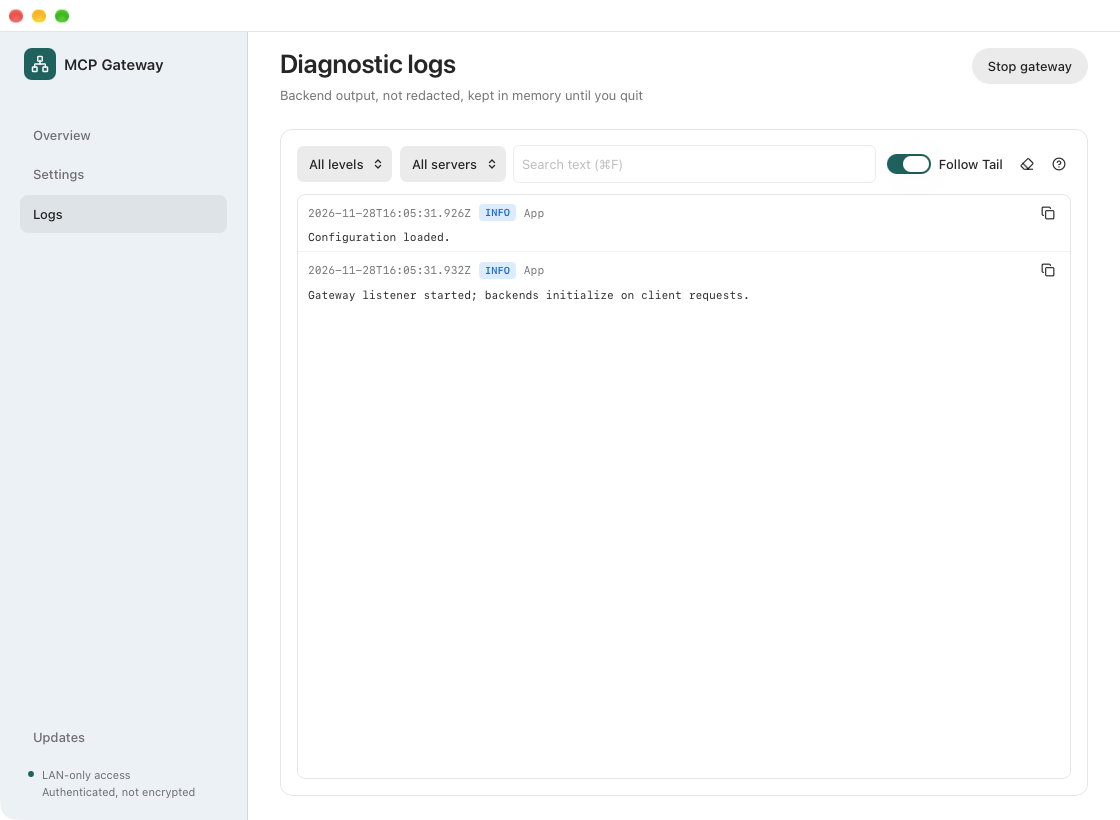 MCP Gateway
Overview
Settings
Logs
Updates
LAN-only access
Authenticated, not encrypted
Diagnostic logs
Backend output, not redacted, kept in memory until you quit
Stop gateway
All levels
All servers
Search text (⌘F)
Follow Tail
2026-11-28T16:05:31.926Z INFO App
Configuration loaded.
2026-11-28T16:05:31.932Z INFO App
Gateway listener started; backends initialize on client requests.